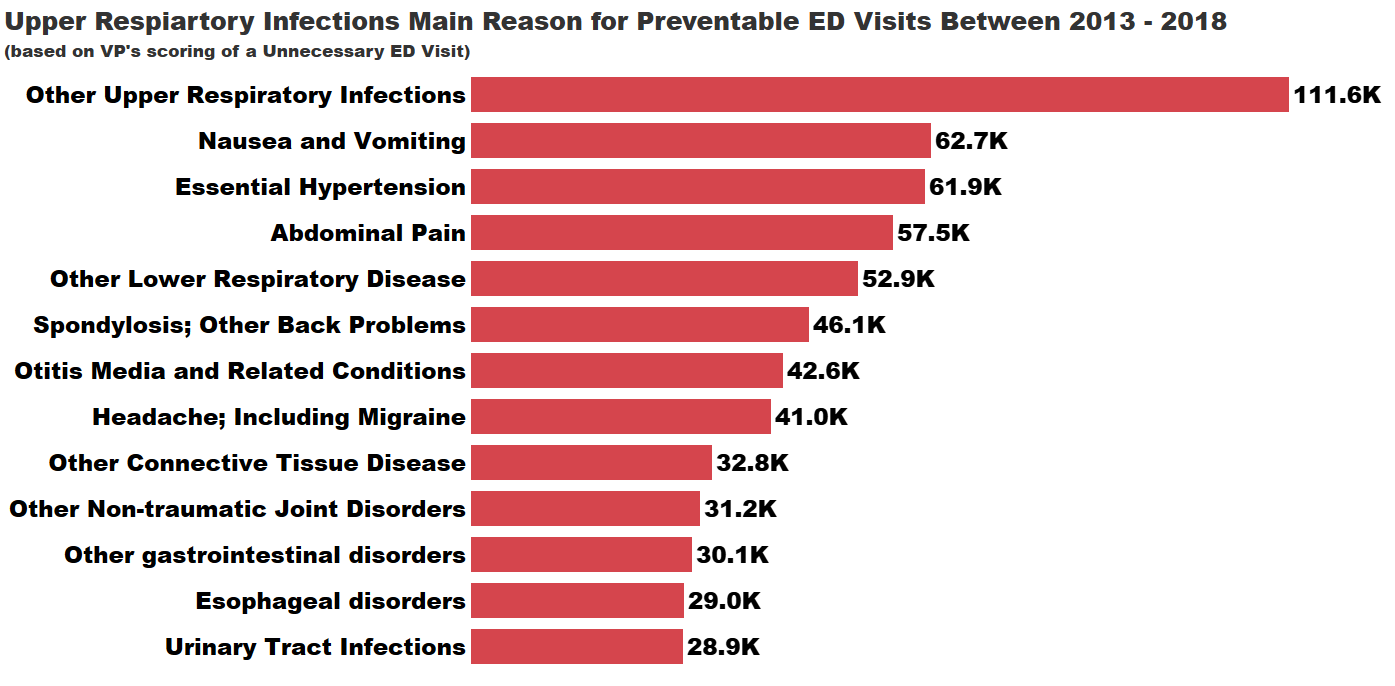 Upper Respiartory Infections Main Reason for Preventable ED Visits Between 2013 - 2018
(based on VP's scoring of a Unnecessary ED Visit)
Other Upper Respiratory Infections 111.6K
Nausea and Vomiting 62.7K
Essential Hypertension 61.9K
Abdominal Pain 57.5K
Other Lower Respiratory Disease 52.9K
Spondylosis; Other Back Problems 46.1K
Otitis Media and Related Conditions 42.6K
Headache; Including Migraine 41.0K
Other Connective Tissue Disease 32.8K
Other Non-traumatic Joint Disorders 31.2K
Other gastrointestinal disorders 30.1K
Esophageal disorders 29.0K
Urinary Tract Infections 28.9K